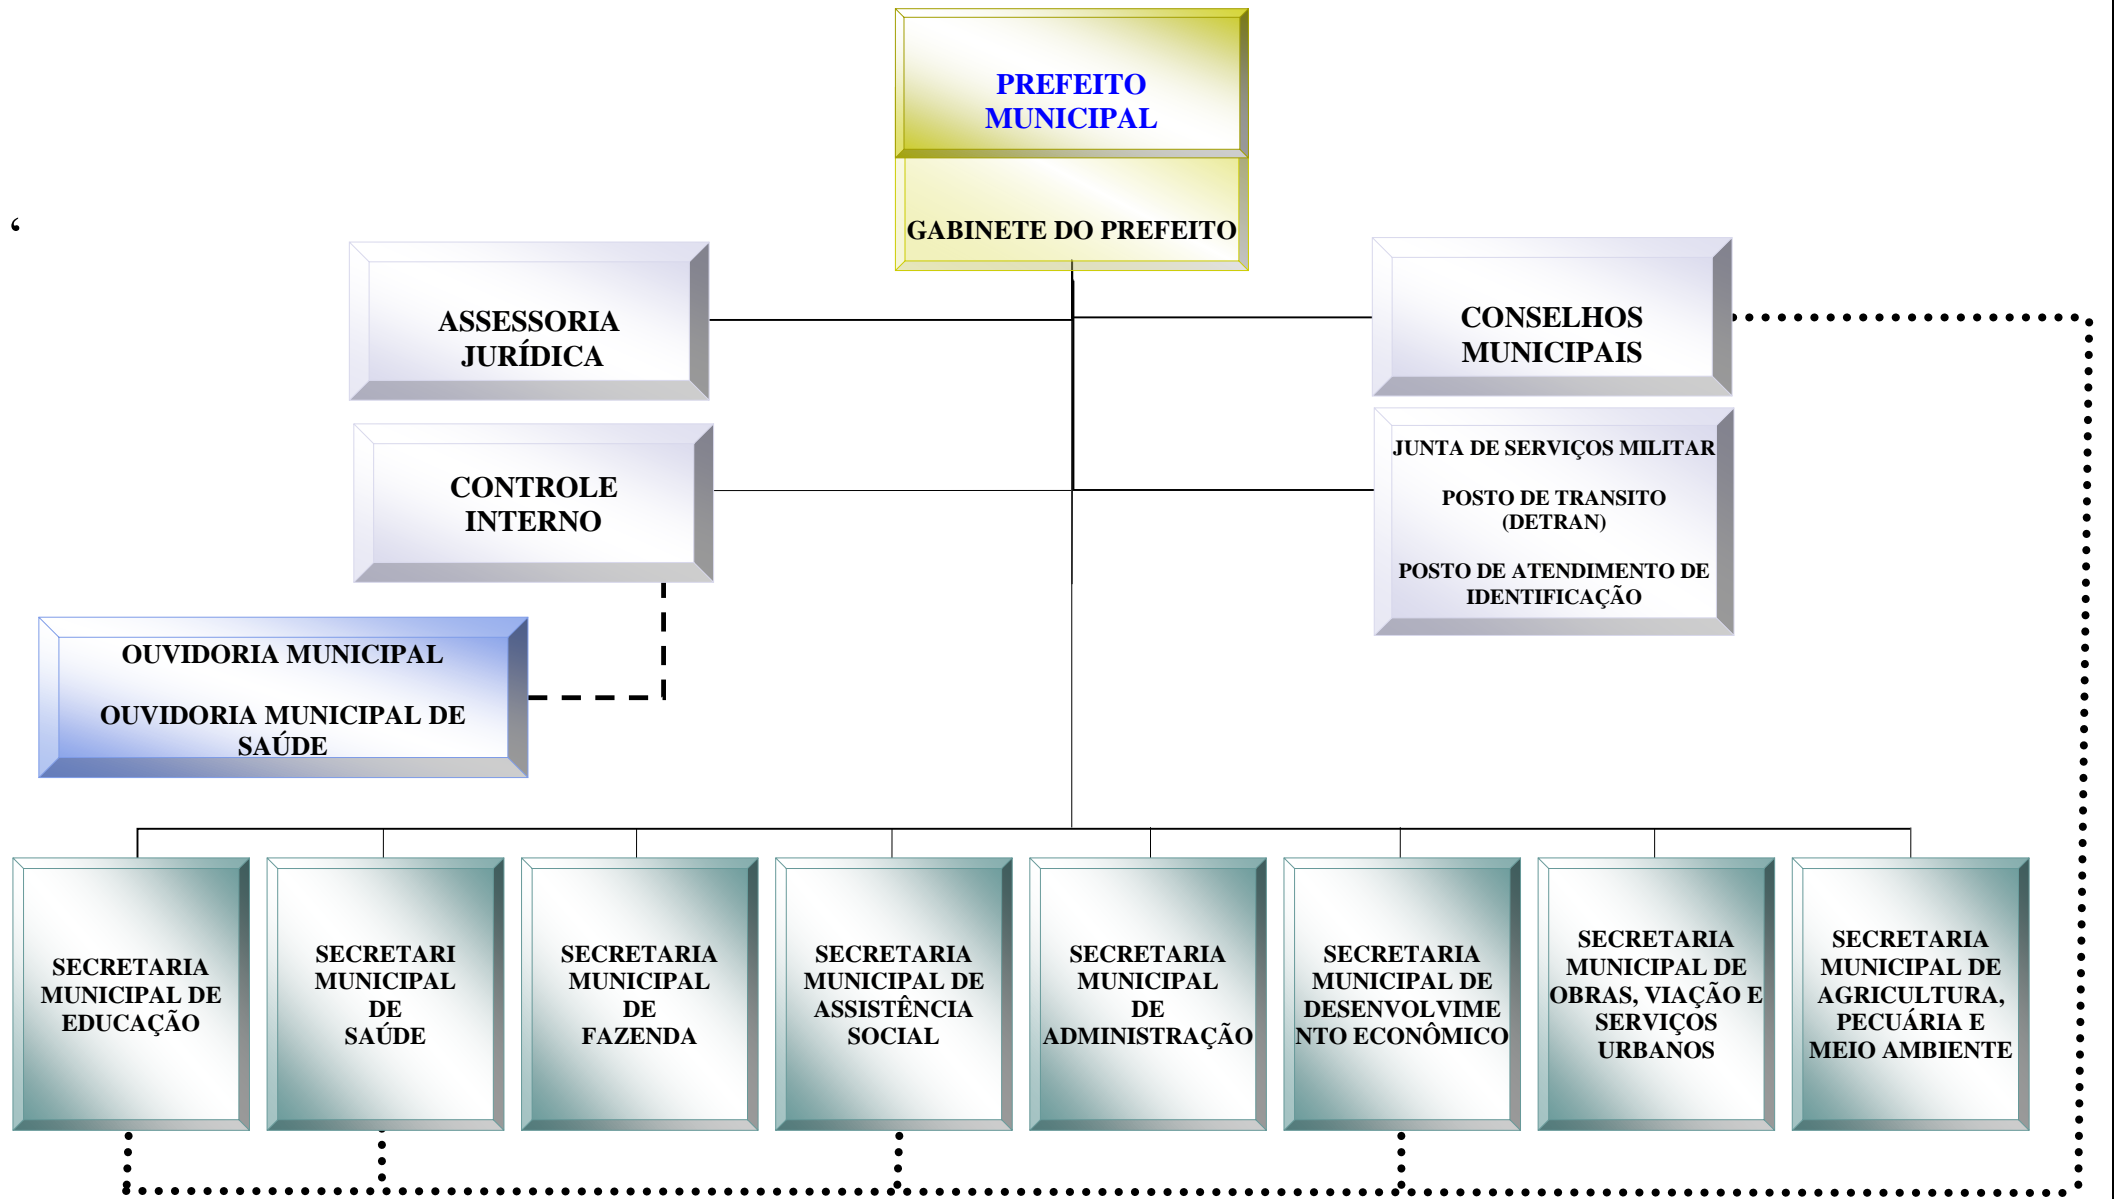 PREFEITO
MUNICIPAL
GABINETE DO PREFEITO
‘
ASSESSORIA
JURÍDICA
CONSELHOS
MUNICIPAIS
CONTROLE
INTERNO
JUNTA DE SERVIÇOS MILITAR
POSTO DE TRANSITO
(DETRAN)
POSTO DE ATENDIMENTO DE
IDENTIFICAÇÃO
OUVIDORIA MUNICIPAL
OUVIDORIA MUNICIPAL DE
SAÚDE
SECRETARIA
MUNICIPAL DE
EDUCAÇÃO
SECRETARI
MUNICIPAL
DE
SAÚDE
SECRETARIA
MUNICIPAL
DE
FAZENDA
SECRETARIA
MUNICIPAL DE
ASSISTÊNCIA
SOCIAL
SECRETARIA
MUNICIPAL
DE
ADMINISTRAÇÃO
SECRETARIA
MUNICIPAL DE
DESENVOLVIME
NTO ECONÔMICO
SECRETARIA
MUNICIPAL DE
OBRAS, VIAÇÃO E
SERVIÇOS
URBANOS
SECRETARIA
MUNICIPAL DE
AGRICULTURA,
PECUÁRIA E
MEIO AMBIENTE